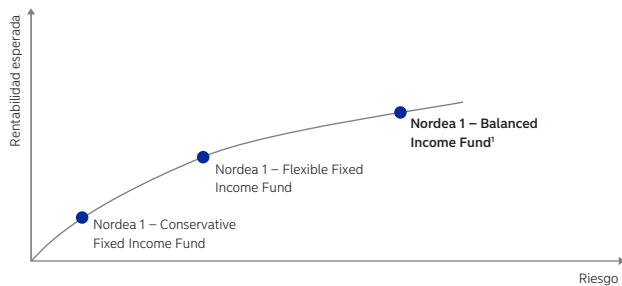 Rentabilidad esperada
Nordea 1 – Balanced
Income Fund¹
Nordea 1 – Flexible Fixed
Income Fund
Nordea 1 – Conservative
Fixed Income Fund
Riesgo